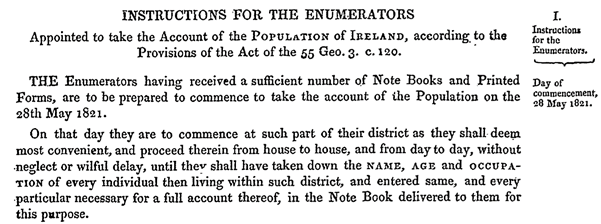 INSTRUCTIONS FOR THE ENUMERATORS
Appointed to take the Account of the POPULATION of IRELAND, according to the
Provisions of the Act of the 55 Geo. 3. c. 120.
I.
Instructions
for the
Enumerators.
THE Enumerators having received a sufficient number of Note Books and Printed
Forms, are to be prepared to commence to take the account of the Population on the
28th May 1821.
Day of
commencement,
28 May 1821.
On that day they are to commence at such part of their district as they shall deem
most convenient, and proceed therein from house to house, and from day to day, without
neglect or wilful delay, until they shall have taken down the NAME, AGE and OCCUPA-
TION of every individual then living within such district, and entered same, and every
particular necessary for a full account thereof, in the Note Book delivered to them for
this purpose.